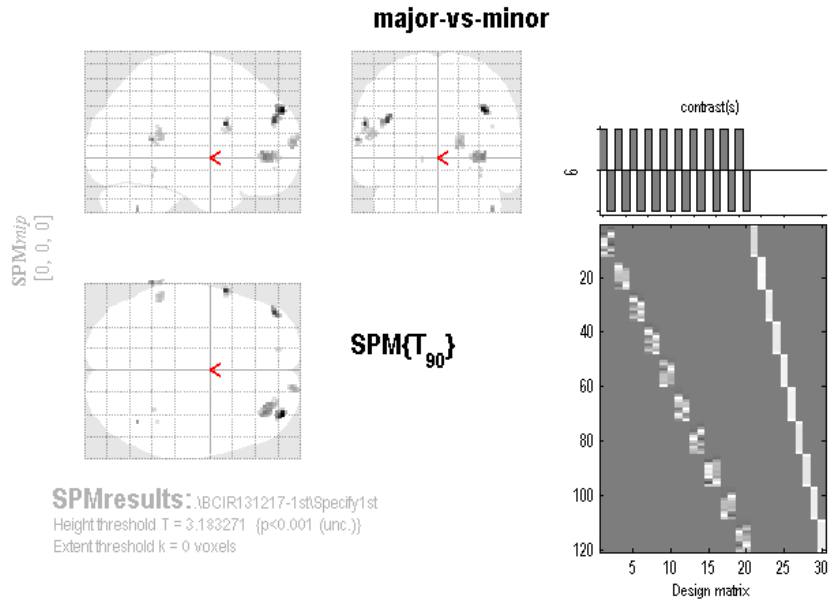 major-vs-minor
contrast(s)
6
SPMmip
[0, 0, 0]
20
40
60
80
100
120
5 10 15 20 25 30
Design matrix
SPM{T90}
SPMresults: .\BCIR131217-1st\Specify1st
Height threshold T = 3.183271 {p<0.001 (unc.)}
Extent threshold k = 0 voxels